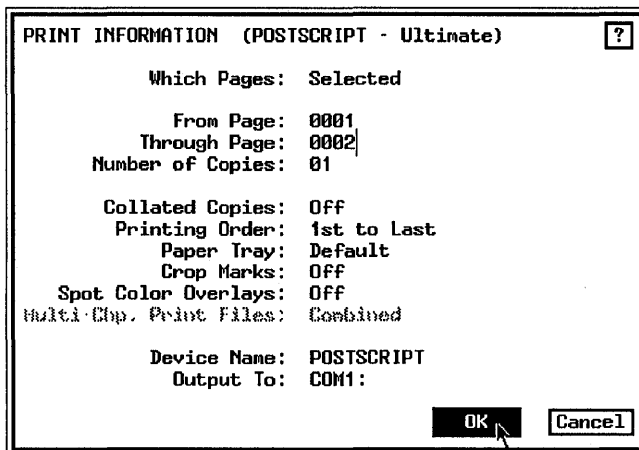 PRINT INFORMATION (POSTSCRIPT - Ultimate) ?
Which Pages: Selected
From Page: 0001
Through Page: 0002
Number of Copies: 01
Collated Copies: Off
Printing Order: 1st to Last
Paper Tray: Default
Crop Marks: Off
Spot Color Overlays: Off
Multi-Chp. Print Files: Combined
Device Name: POSTSCRIPT
Output To: COM1:
OK Cancel